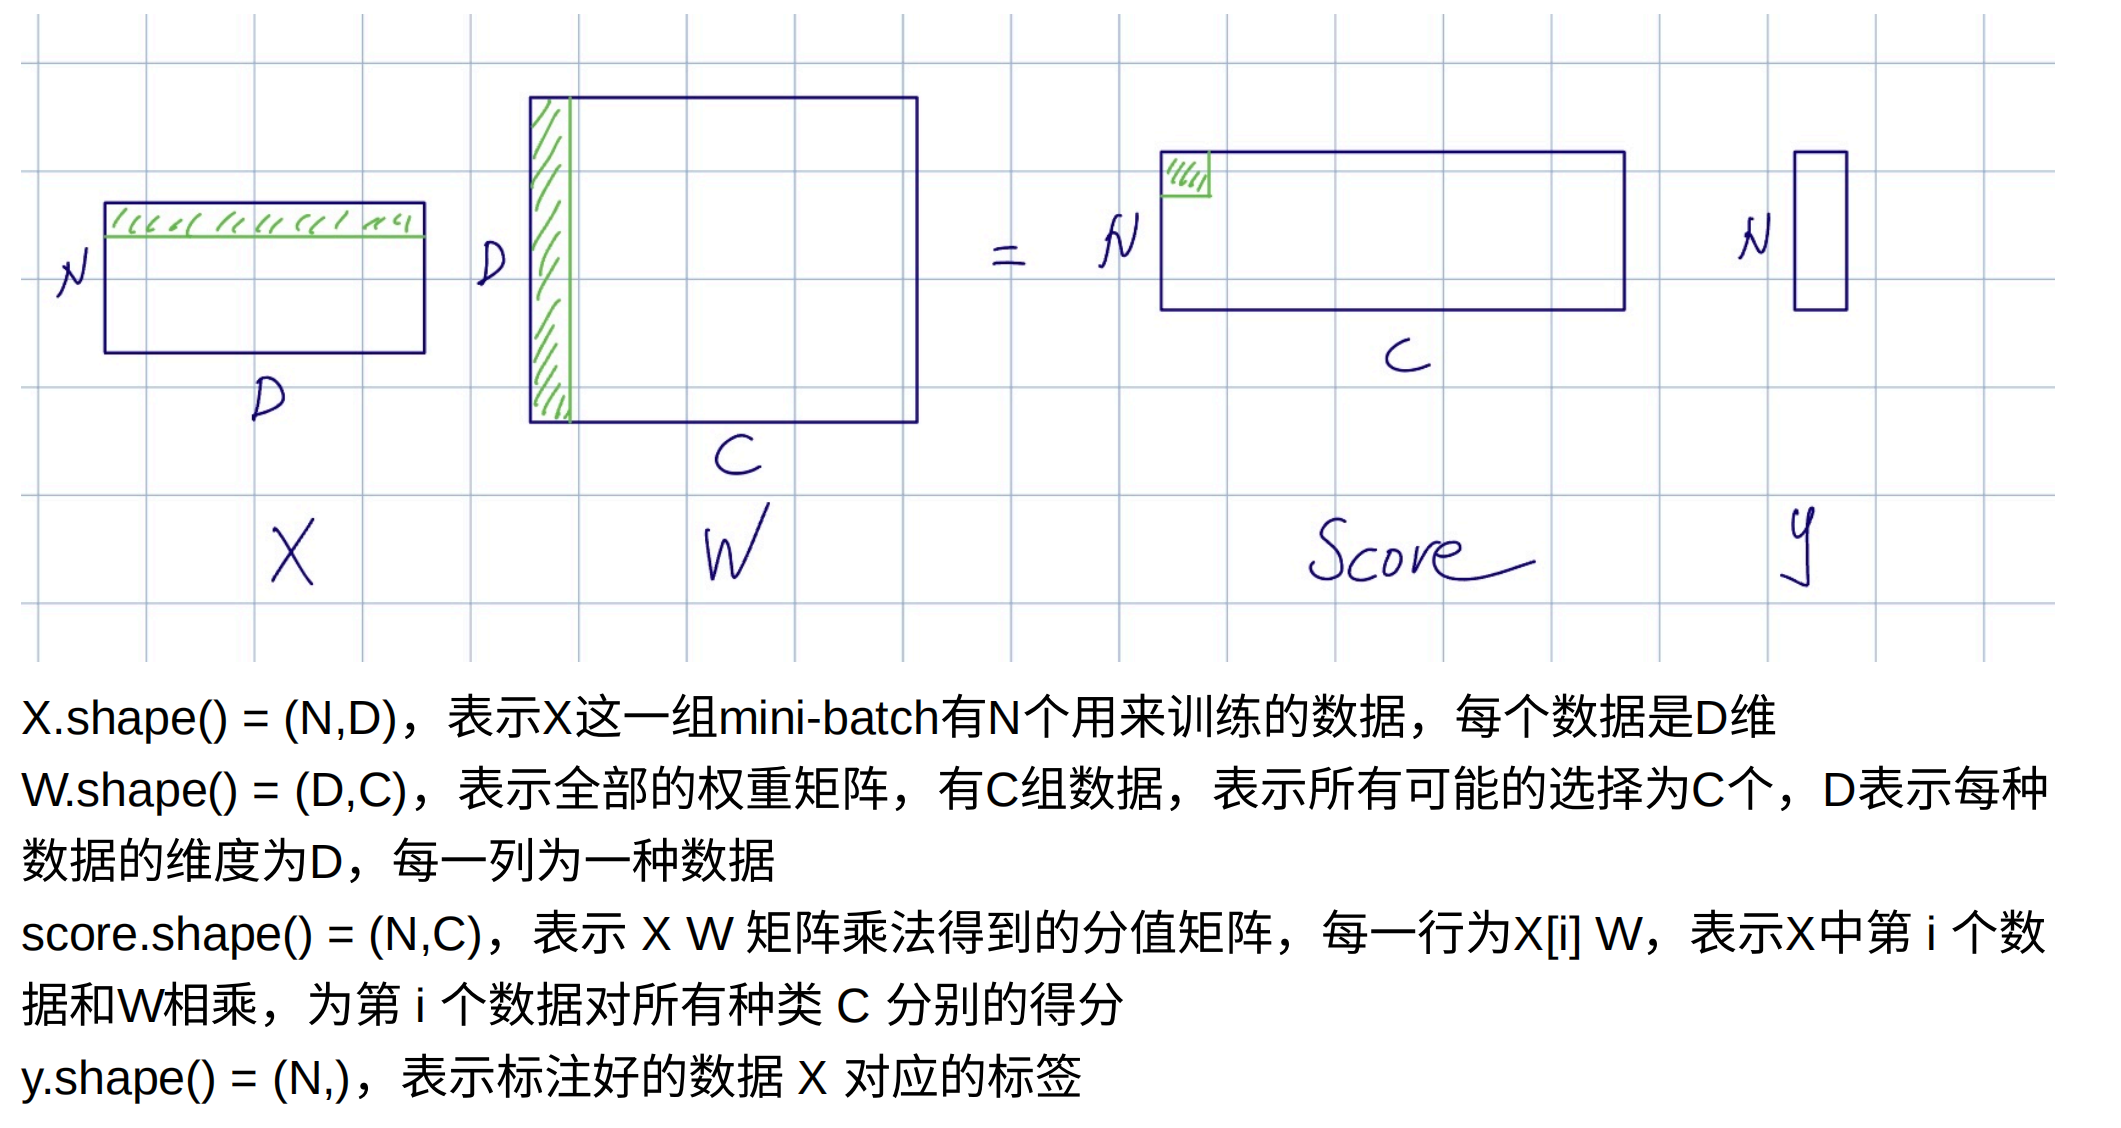 N
D
X
D
C
W
=
N
C
Score
N
y
X.shape() = (N,D)，表示X这一组mini-batch有N个用来训练的数据，每个数据是D维
W.shape() = (D,C)，表示全部的权重矩阵，有C组数据，表示所有可能的选择为C个，D表示每种
数据的维度为D，每一列为一种数据
score.shape() = (N,C)，表示 X W 矩阵乘法得到的分值矩阵，每一行为X[i] W，表示X中第 i 个数
据和W相乘，为第 i 个数据对所有种类 C 分别的得分
y.shape() = (N,)，表示标注好的数据 X 对应的标签